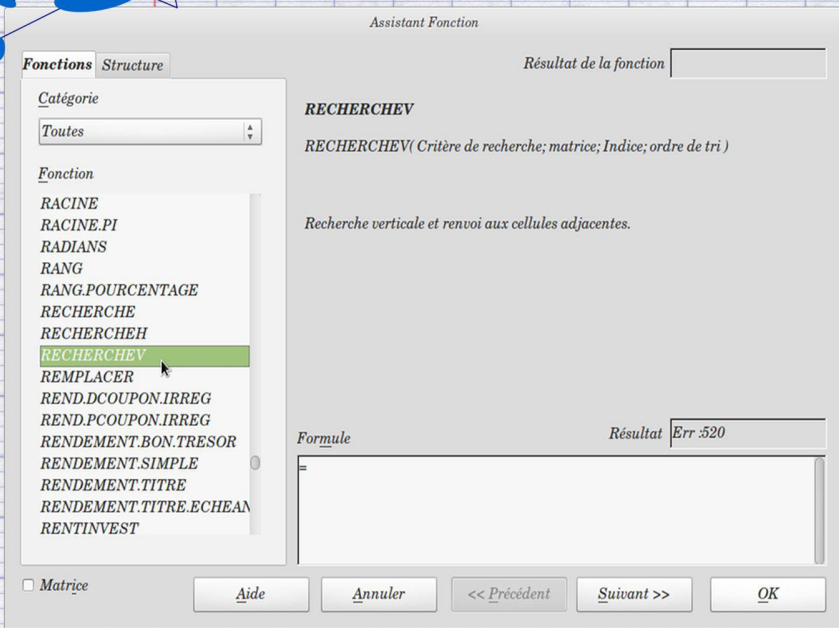 Assistant Fonction
Fonctions Structure
Résultat de la fonction
Catégorie
Toutes
Fonction
RACINE
RACINE.PI
RADIANS
RANG
RANG.POURCENTAGE
RECHERCHE
RECHERCHEH
RECHERCHEV
REMPLACER
REND.DCOUPON.IRREG
REND.PCOUPON.IRREG
RENDEMENT.BON.TRESOR
RENDEMENT.SIMPLE
RENDEMENT.TITRE
RENDEMENT.TITRE.ECHEAN
RENTINVEST
RECHERCHEV
RECHERCHEV( Critère de recherche; matrice; Indice; ordre de tri )
Recherche verticale et renvoi aux cellules adjacentes.
Formule
Résultat Err :520
=
Matrice
Aide Annuler << Précédent Suivant >> OK